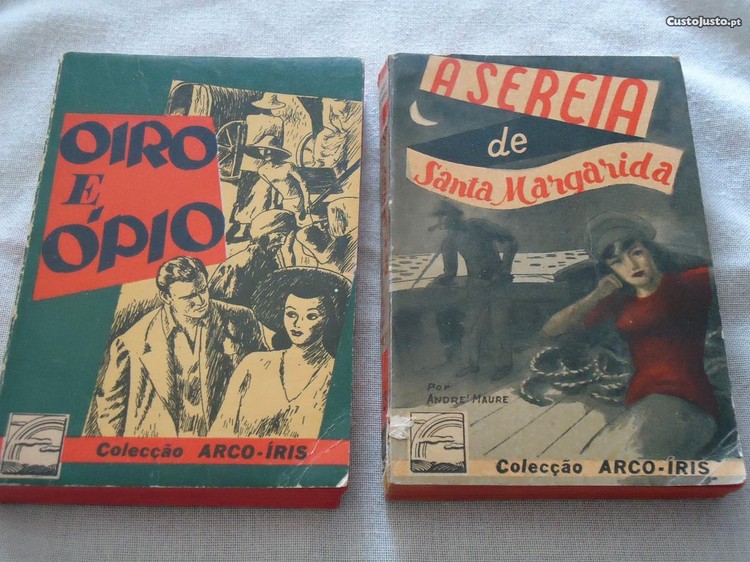 CustoJusto.pt
OIRO
E
ÓPIO
Colecção ARCO-ÍRIS
A SEREIA
de
Santa Margarida
Por
ANDRÉ MAURE
Colecção ARCO-ÍRIS